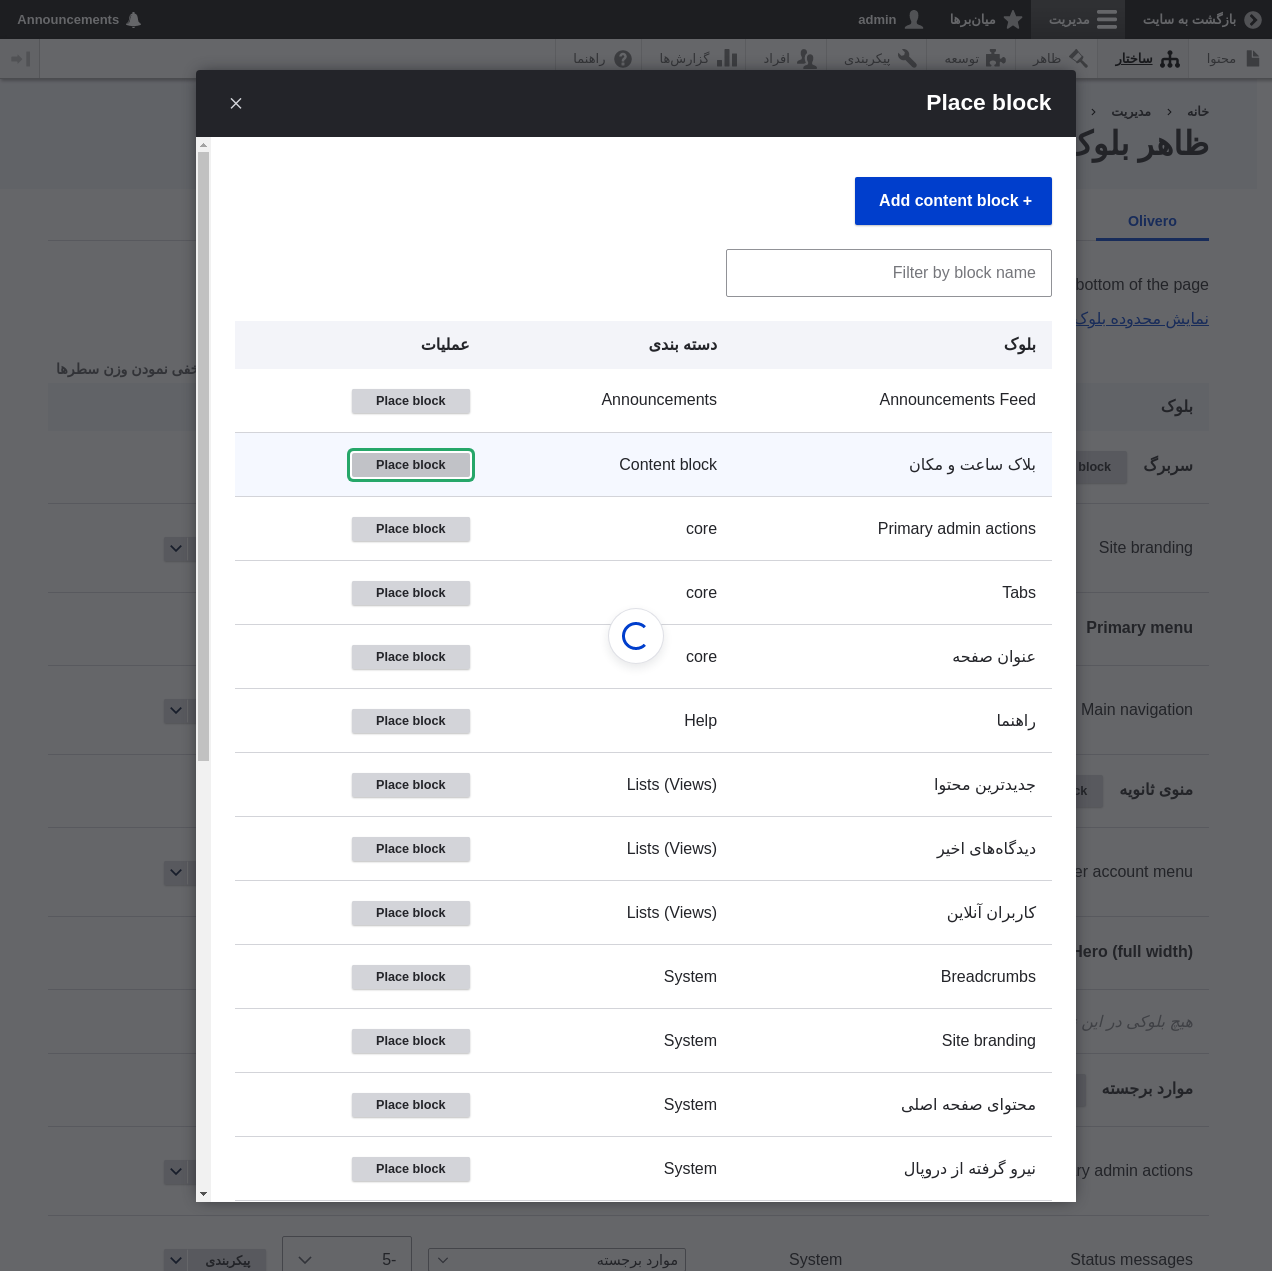 بازگشت به سایت
مدیریت
میان‌برها
admin
Announcements
محتوا
ساختار
ظاهر
توسعه
پیکربندی
افراد
گزارش‌ها
راهنما
Place block
خانه
مدیریت
ظاهر بلوک
Olivero
Add content block +
Filter by block name
bottom of the page
نمایش محدوده بلوک
مخفی نمودن وزن سطرها
بلوک
دسته بندی
عملیات
Announcements Feed
Announcements
Place block
بلاک ساعت و مکان
Content block
Place block
Primary admin actions
core
Place block
Tabs
core
Place block
عنوان صفحه
core
Place block
راهنما
Help
Place block
جدیدترین محتوا
Lists (Views)
Place block
دیدگاه‌های اخیر
Lists (Views)
Place block
کاربران آنلاین
Lists (Views)
Place block
Breadcrumbs
System
Place block
Site branding
System
Place block
محتوای صفحه اصلی
System
Place block
نیرو گرفته از دروپال
System
Place block
بلوک
سربرگ
block
Site branding
Primary menu
Main navigation
منوی ثانویه
er account menu
Hero (full width)
هیچ بلوکی در این
موارد برجسته
ry admin actions
Status messages
System
موارد برجسته
-5
پیکربندی